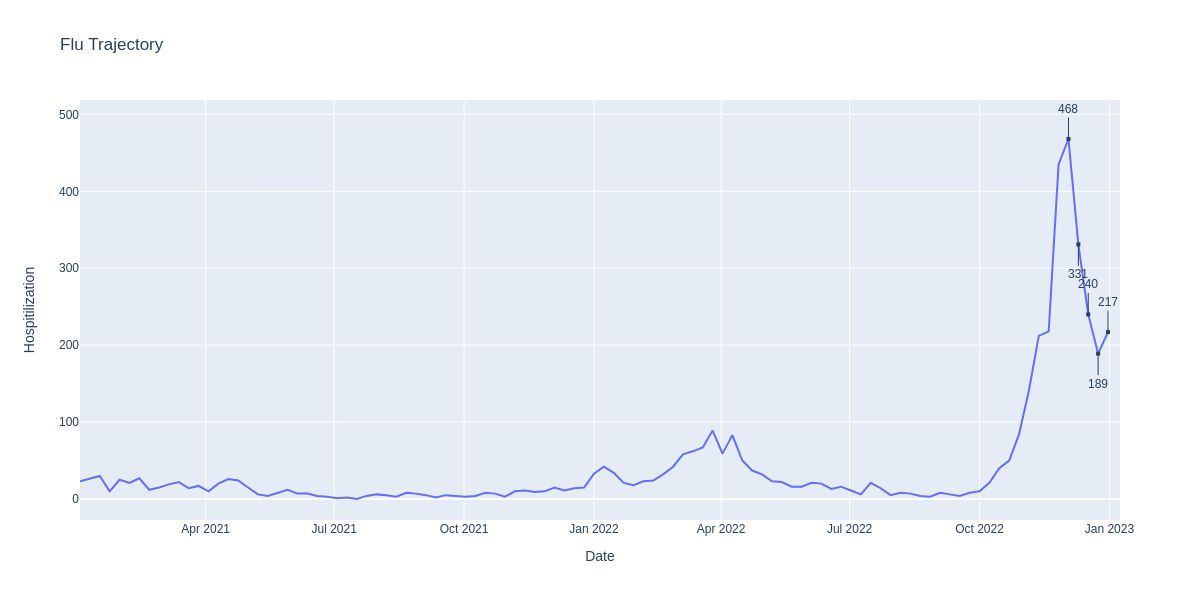 Flu Trajectory
500
400
300
200
100
0
Hospitilization
468
331
240
217
189
Apr 2021
Jul 2021
Oct 2021
Jan 2022
Apr 2022
Jul 2022
Oct 2022
Jan 2023
Date